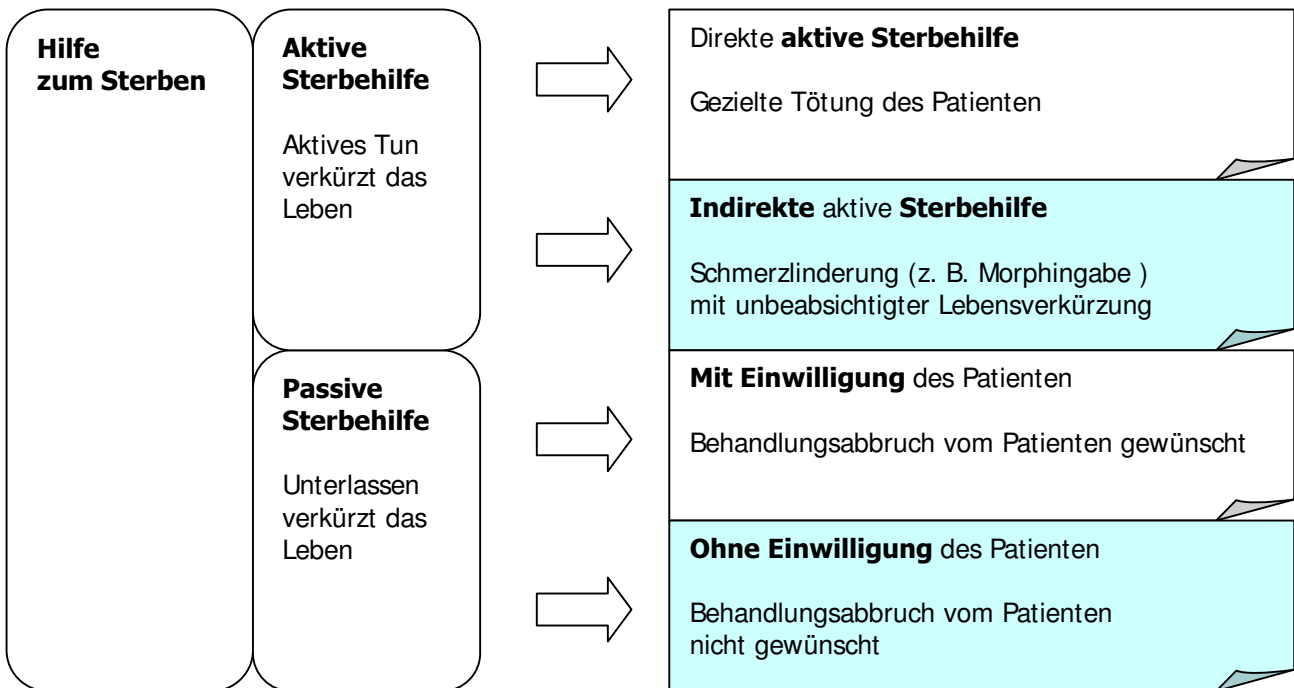 Hilfe
zum Sterben
Aktive
Sterbehilfe
Aktives Tun
verkürzt das
Leben
Direkte aktive Sterbehilfe
Gezielte Tötung des Patienten
Indirekte aktive Sterbehilfe
Schmerzlinderung (z. B. Morphingabe )
mit unbeabsichtigter Lebensverkürzung
Passive
Sterbehilfe
Unterlassen
verkürzt das
Leben
Mit Einwilligung des Patienten
Behandlungsabbruch vom Patienten gewünscht
Ohne Einwilligung des Patienten
Behandlungsabbruch vom Patienten
nicht gewünscht